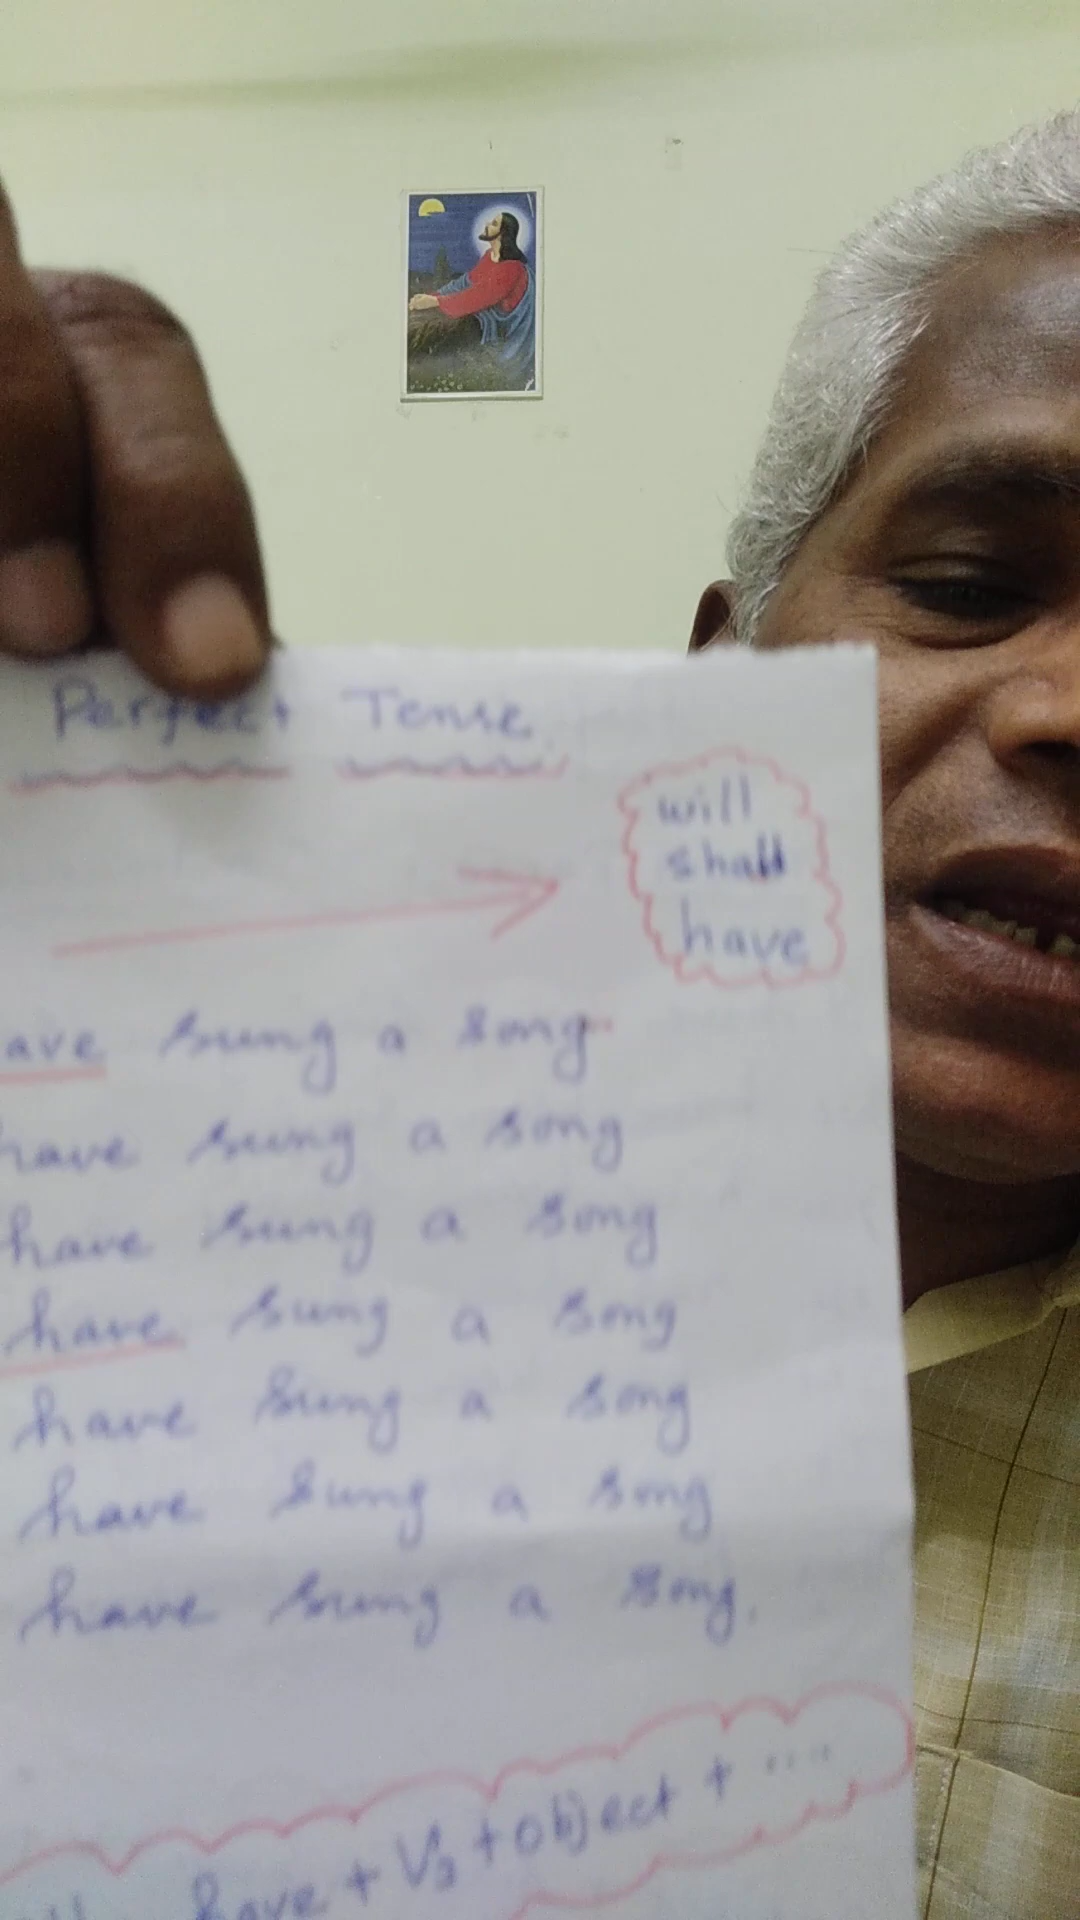 Perfect Tense
will
shall
have
ave sung a song
have sung a song
have sung a song
have sung a song
have sung a song
have sung a song
have sung a song.
have + V3 + object + ....